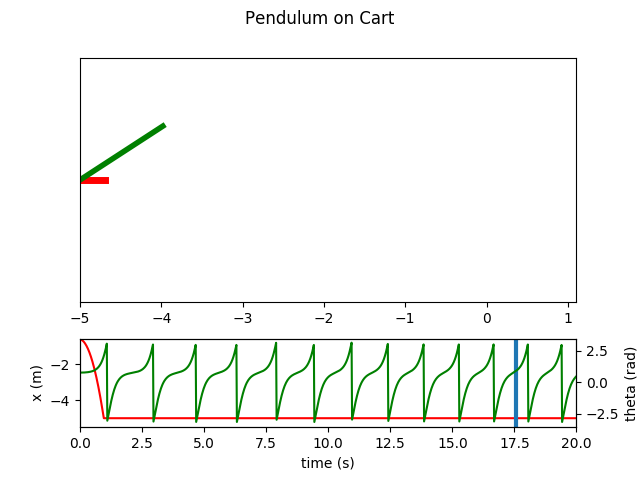 Pendulum on Cart
−5 −4 −3 −2 −1 0 1
x (m)
−2
−4
2.5
0.0
−2.5
theta (rad)
0.0 2.5 5.0 7.5 10.0 12.5 15.0 17.5 20.0
time (s)